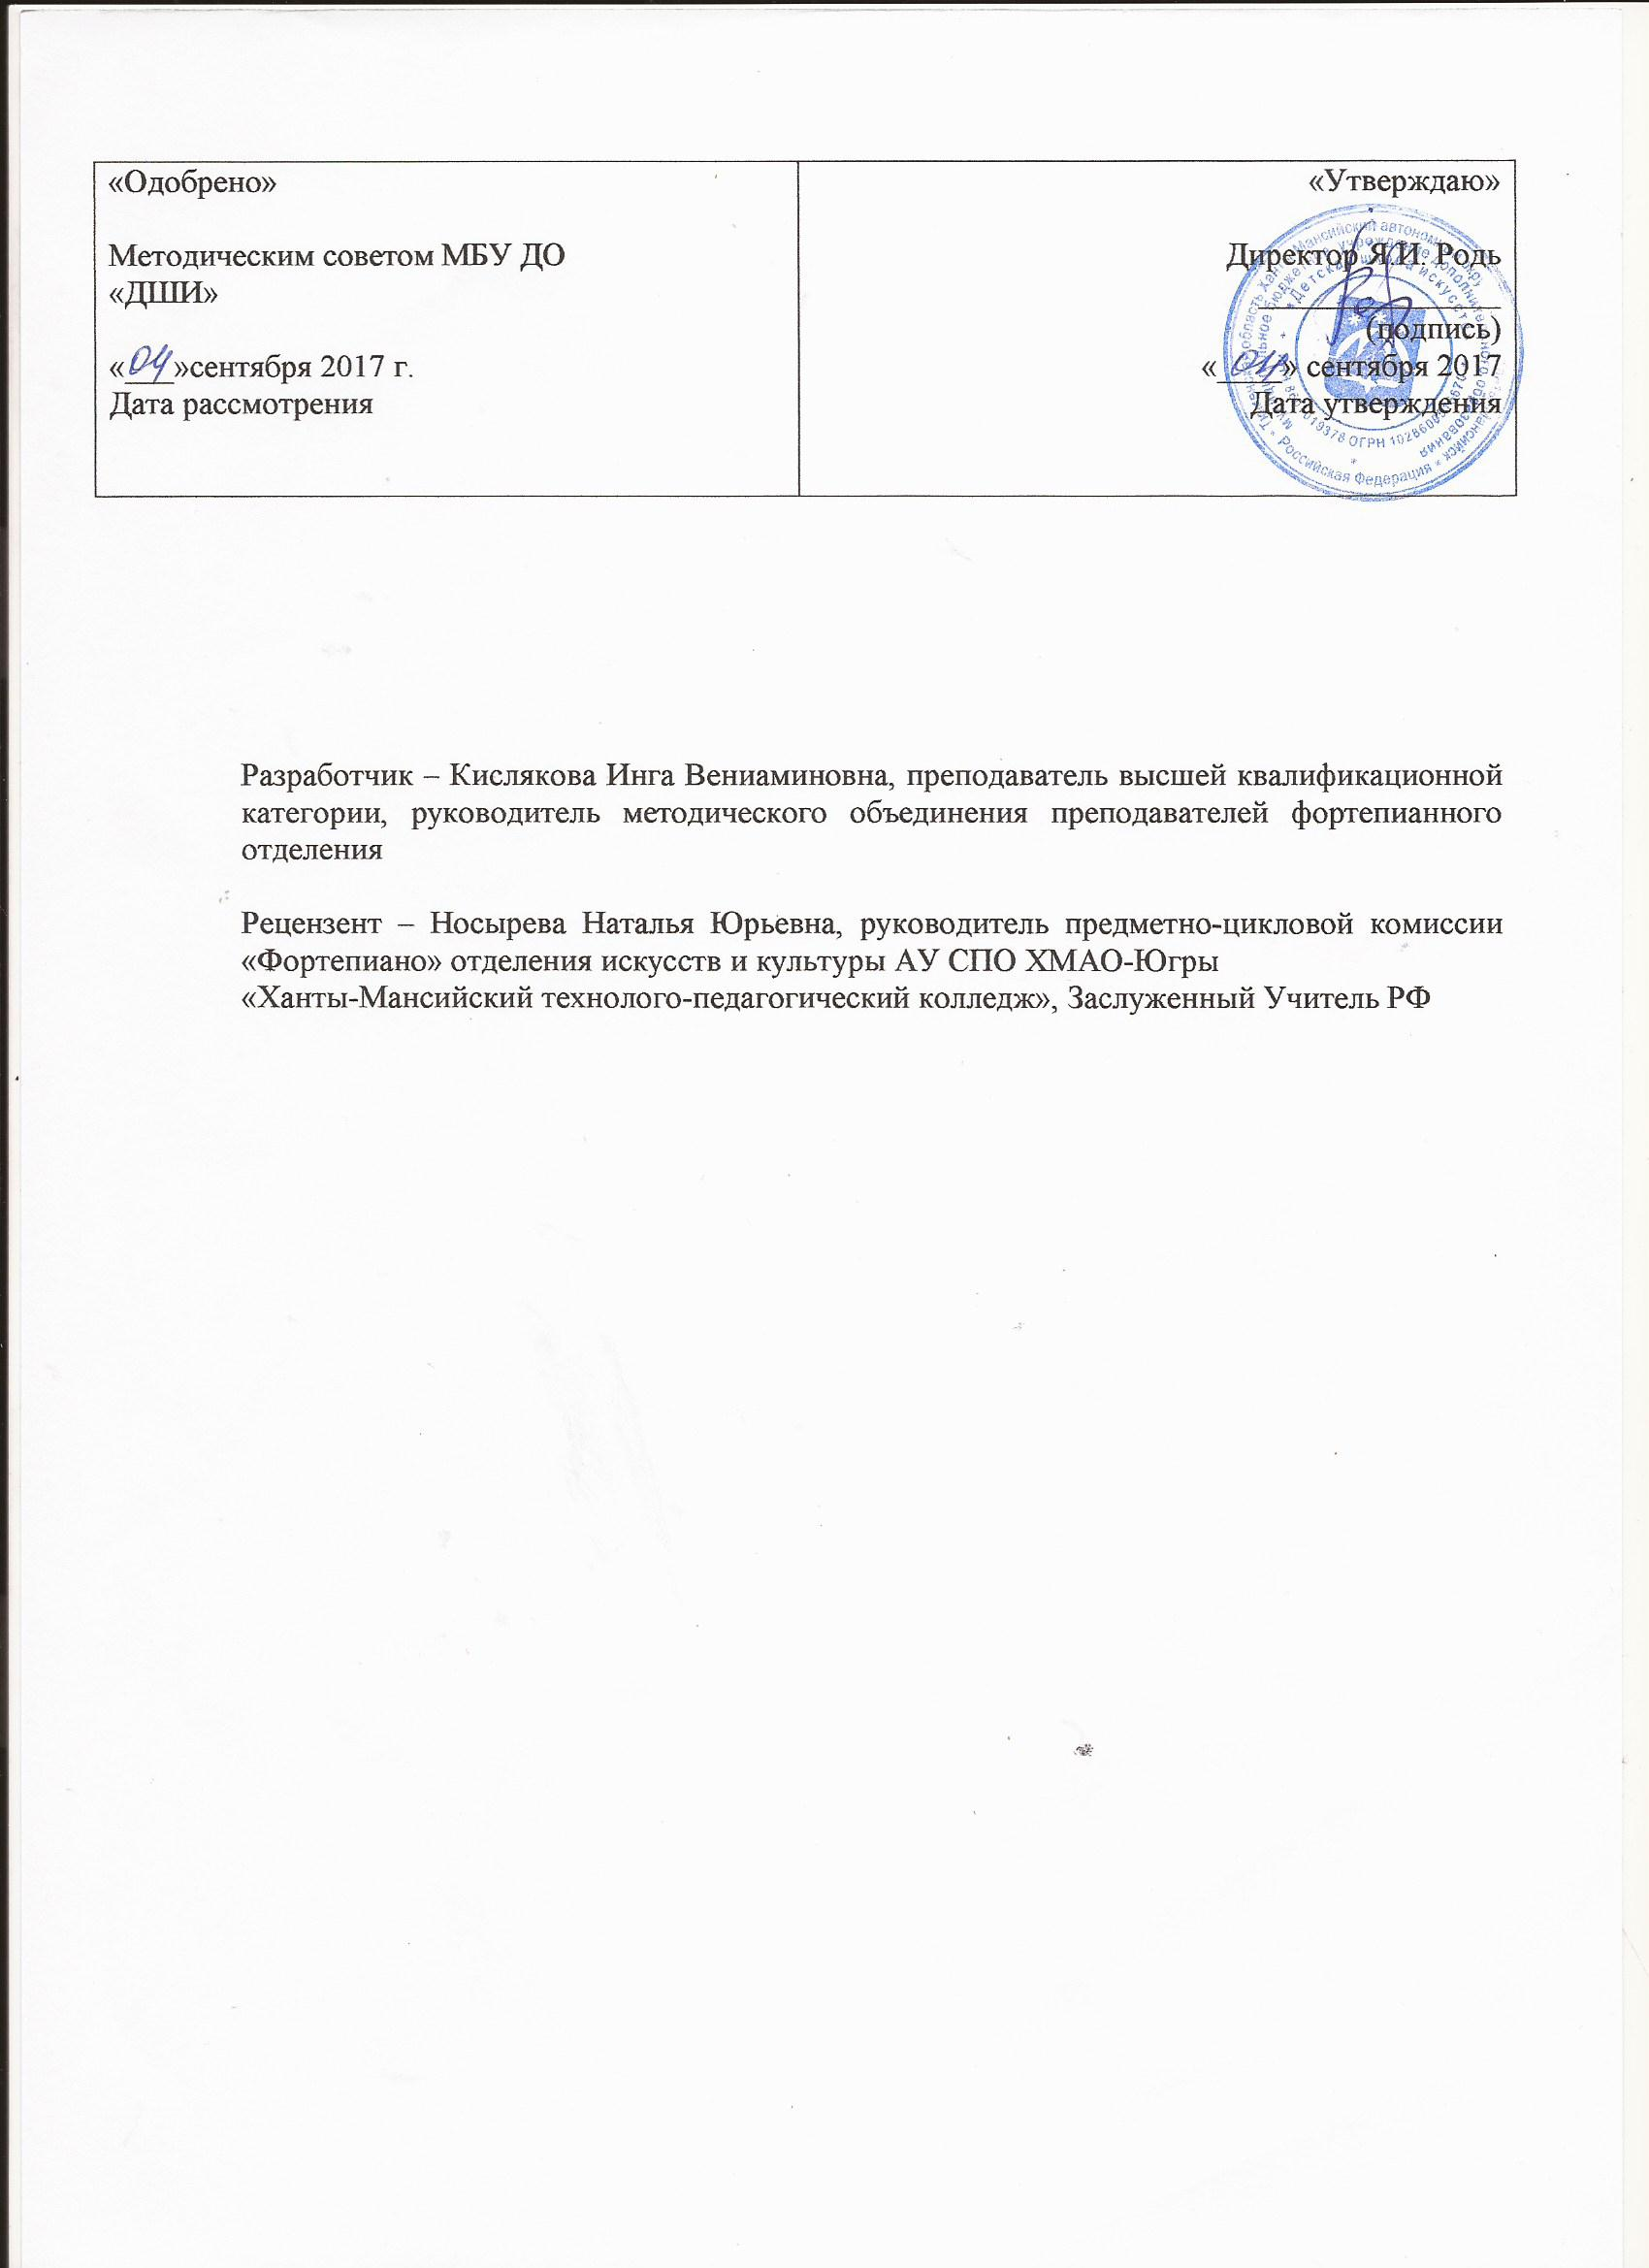 «Одобрено»
Методическим советом МБУ ДО
«ДШИ»
«04»сентября 2017 г.
Дата рассмотрения
«Утверждаю»
Директор Я.И. Родь
(подпись)
«04» сентября 2017
Дата утверждения
Российская Федерация
Разработчик – Кислякова Инга Вениаминовна, преподаватель высшей квалификационной
категории, руководитель методического объединения преподавателей фортепианного
отделения
Рецензент – Носырева Наталья Юрьевна, руководитель предметно-цикловой комиссии
«Фортепиано» отделения искусств и культуры АУ СПО ХМАО-Югры
«Ханты-Мансийский технолого-педагогический колледж», Заслуженный Учитель РФ